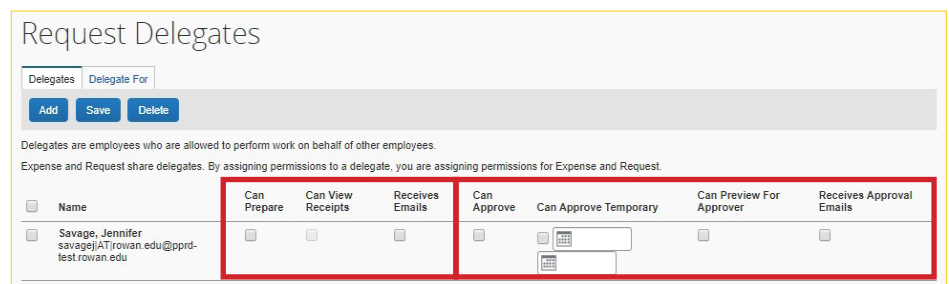 Request Delegates
Delegates Delegate For
Add Save Delete
Delegates are employees who are allowed to perform work on behalf of other employees.
Expense and Request share delegates. By assigning permissions to a delegate, you are assigning permissions for Expense and Request.
Name
Can Prepare
Can View Receipts
Receives Emails
Can Approve
Can Approve Temporary
Can Preview For Approver
Receives Approval Emails
Savage, Jennifer
savagej|AT|rowan.edu@pprd-
test.rowan.edu